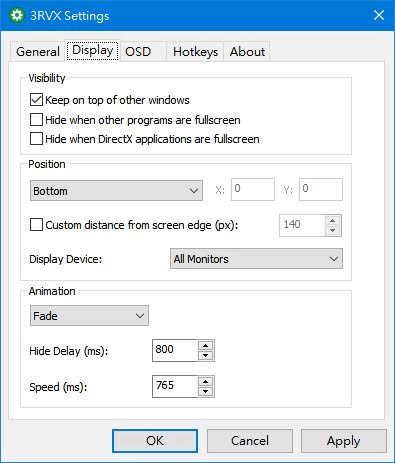 3RVX Settings
General Display OSD Hotkeys About
Visibility
Keep on top of other windows
Hide when other programs are fullscreen
Hide when DirectX applications are fullscreen
Position
Bottom X: 0 Y: 0
Custom distance from screen edge (px): 140
Display Device: All Monitors
Animation
Fade
Hide Delay (ms): 800
Speed (ms): 765
OK Cancel Apply